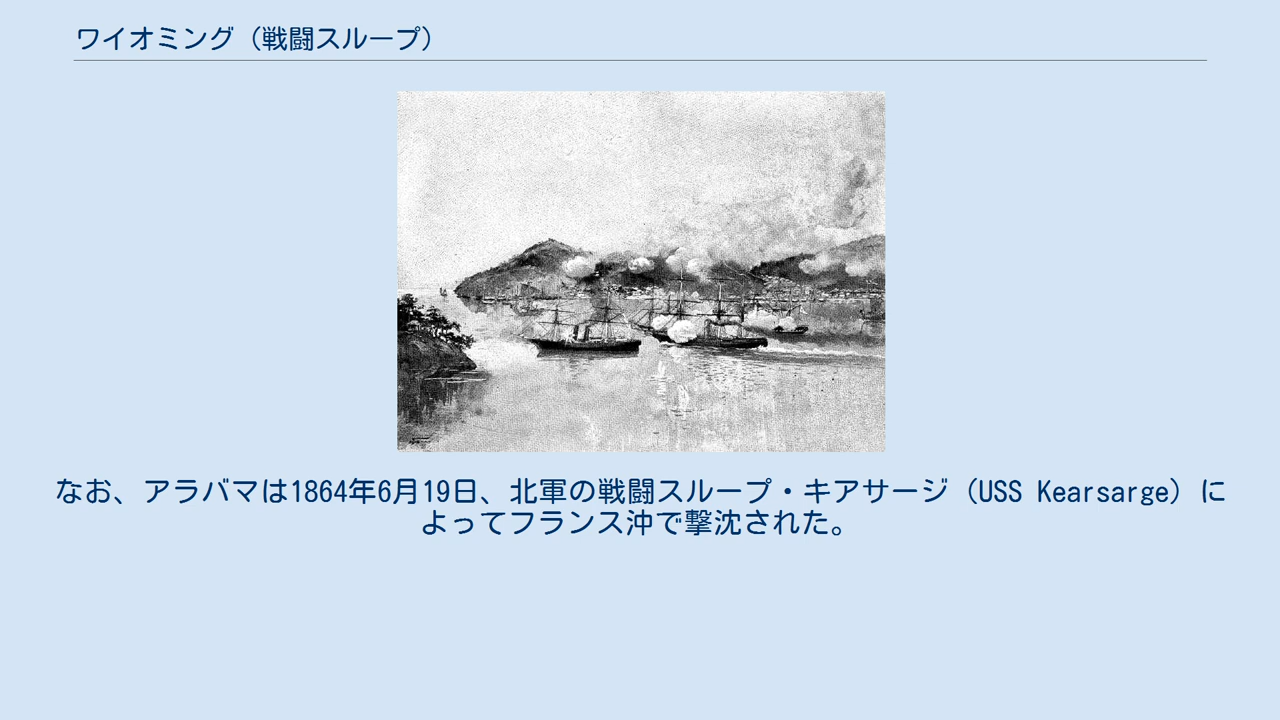 ワイオミング（戦闘スループ）
なお、アラバマは1864年6月19日、北軍の戦闘スループ・キアサージ（USS Kearsarge）に
よってフランス沖で撃沈された。